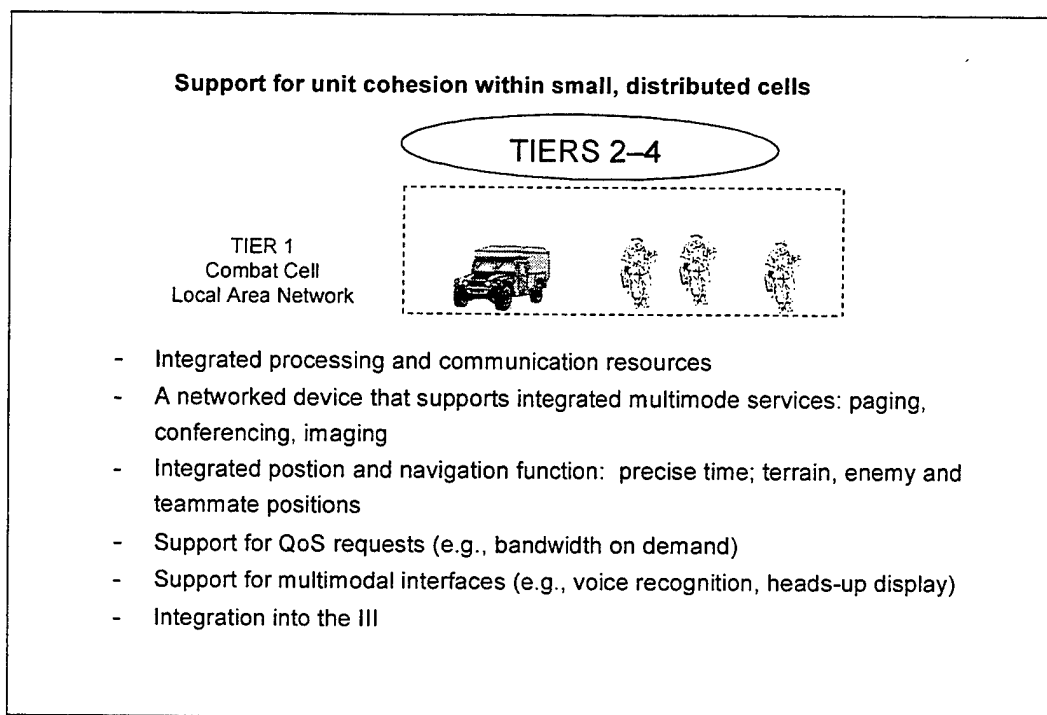 Support for unit cohesion within small, distributed cells
TIERS 2–4
TIER 1
Combat Cell
Local Area Network
- Integrated processing and communication resources
- A networked device that supports integrated multimode services: paging,
conferencing, imaging
- Integrated postion and navigation function: precise time; terrain, enemy and
teammate positions
- Support for QoS requests (e.g., bandwidth on demand)
- Support for multimodal interfaces (e.g., voice recognition, heads-up display)
- Integration into the III